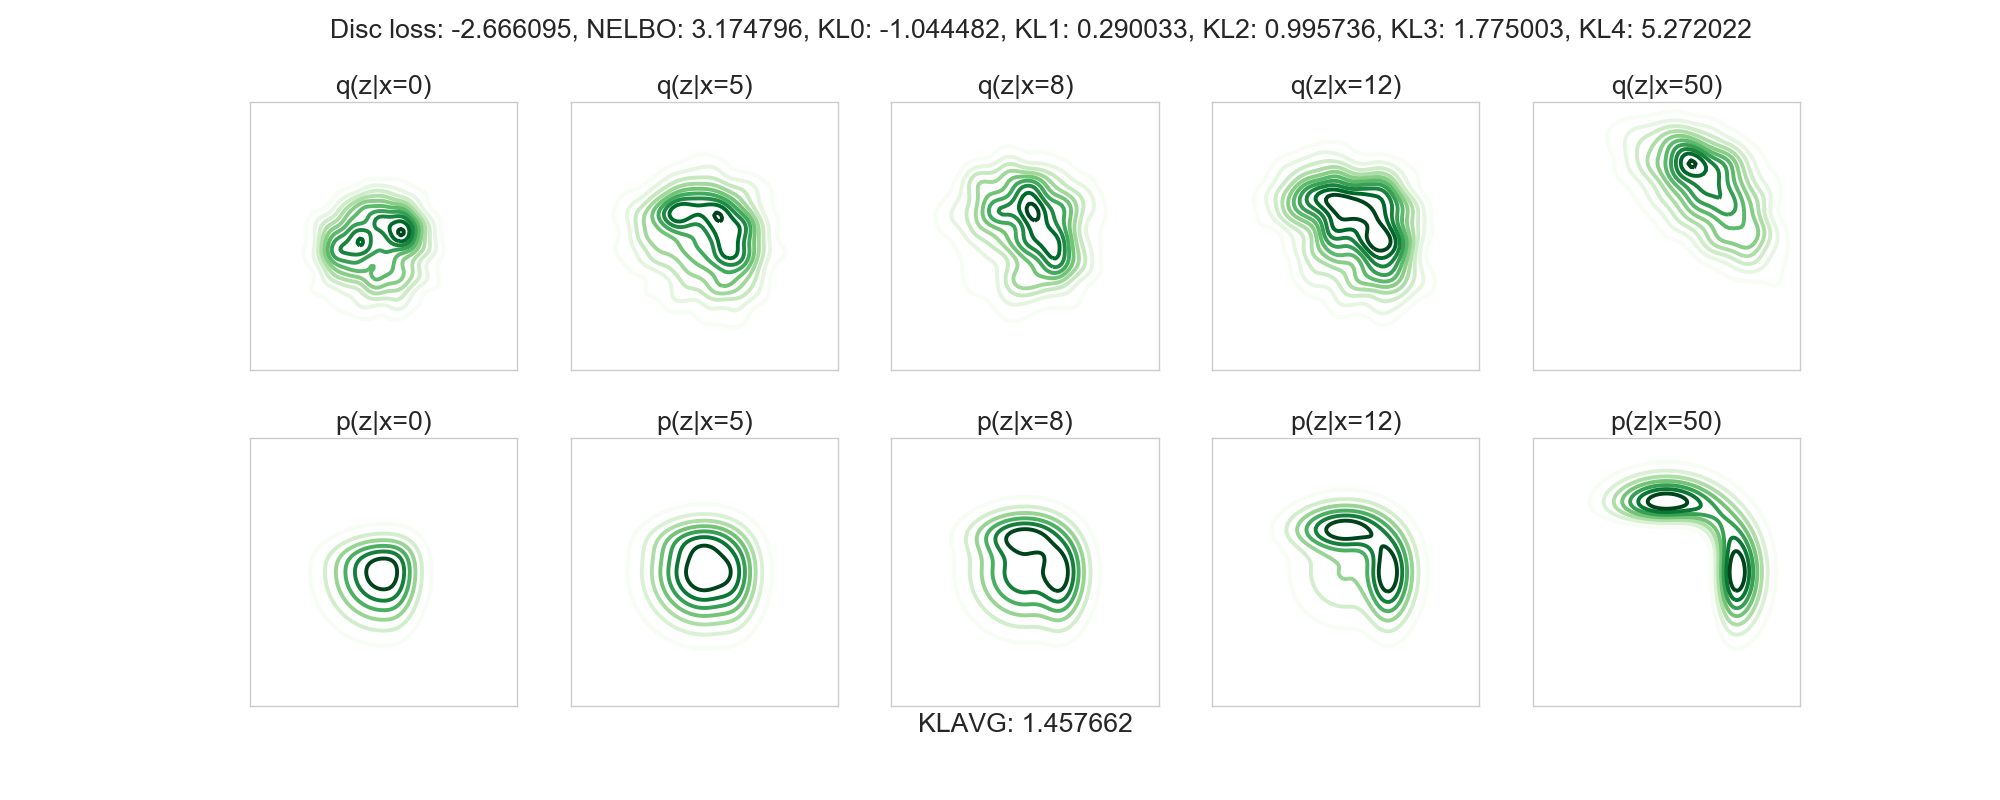 Disc loss: -2.666095, NELBO: 3.174796, KL0: -1.044482, KL1: 0.290033, KL2: 0.995736, KL3: 1.775003, KL4: 5.272022
q(z|x=0) q(z|x=5) q(z|x=8) q(z|x=12) q(z|x=50)
p(z|x=0) p(z|x=5) p(z|x=8) p(z|x=12) p(z|x=50)
KLAVG: 1.457662